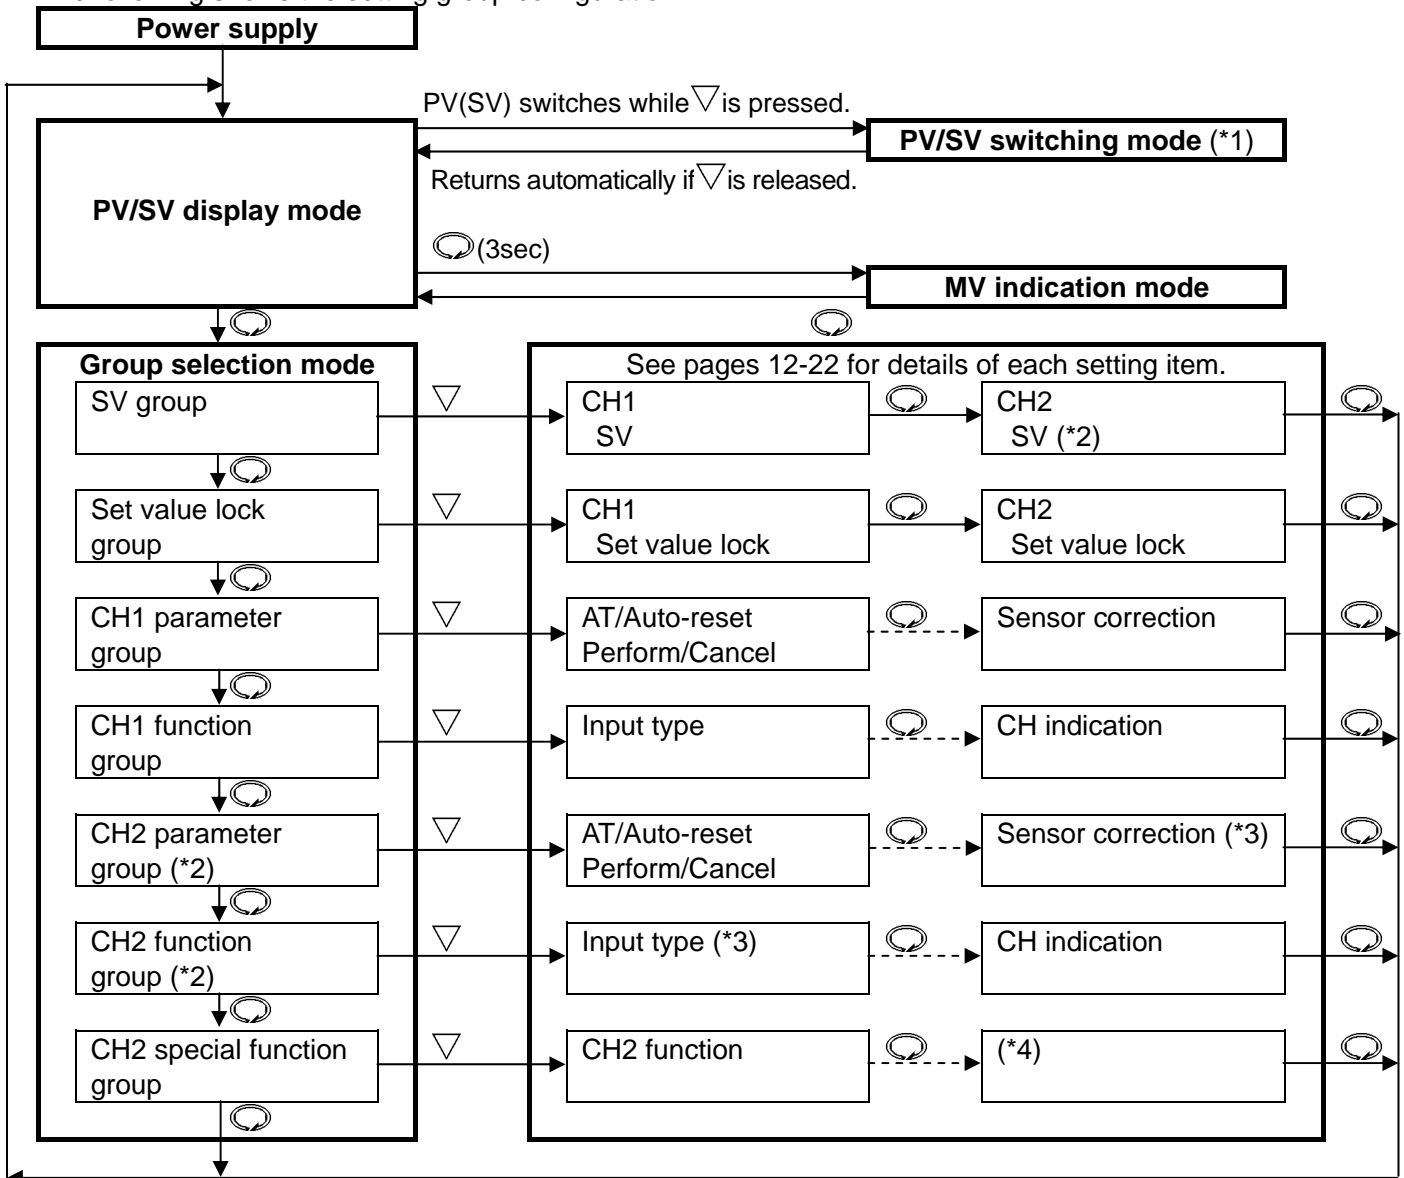 Power supply
PV(SV) switches while ▽ is pressed.
PV/SV switching mode (*1)
Returns automatically if ▽ is released.
PV/SV display mode
(3sec)
MV indication mode
Group selection mode
See pages 12-22 for details of each setting item.
SV group
CH1
SV
CH2
SV (*2)
Set value lock
group
CH1
Set value lock
CH2
Set value lock
CH1 parameter
group
AT/Auto-reset
Perform/Cancel
Sensor correction
CH1 function
group
Input type
CH indication
CH2 parameter
group (*2)
AT/Auto-reset
Perform/Cancel
Sensor correction (*3)
CH2 function
group (*2)
Input type (*3)
CH indication
CH2 special function
group
CH2 function
(*4)